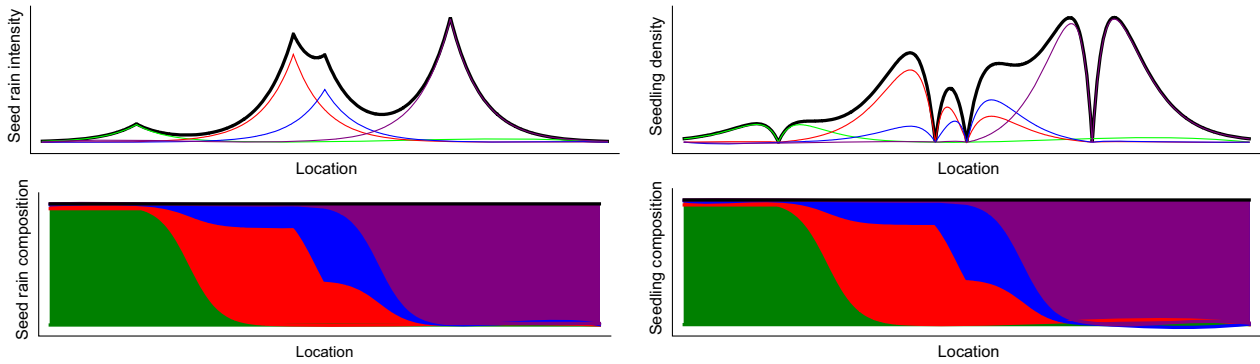 Seed rain intensity
Location
Seedling density
Location
Seed rain composition
Location
Seedling composition
Location